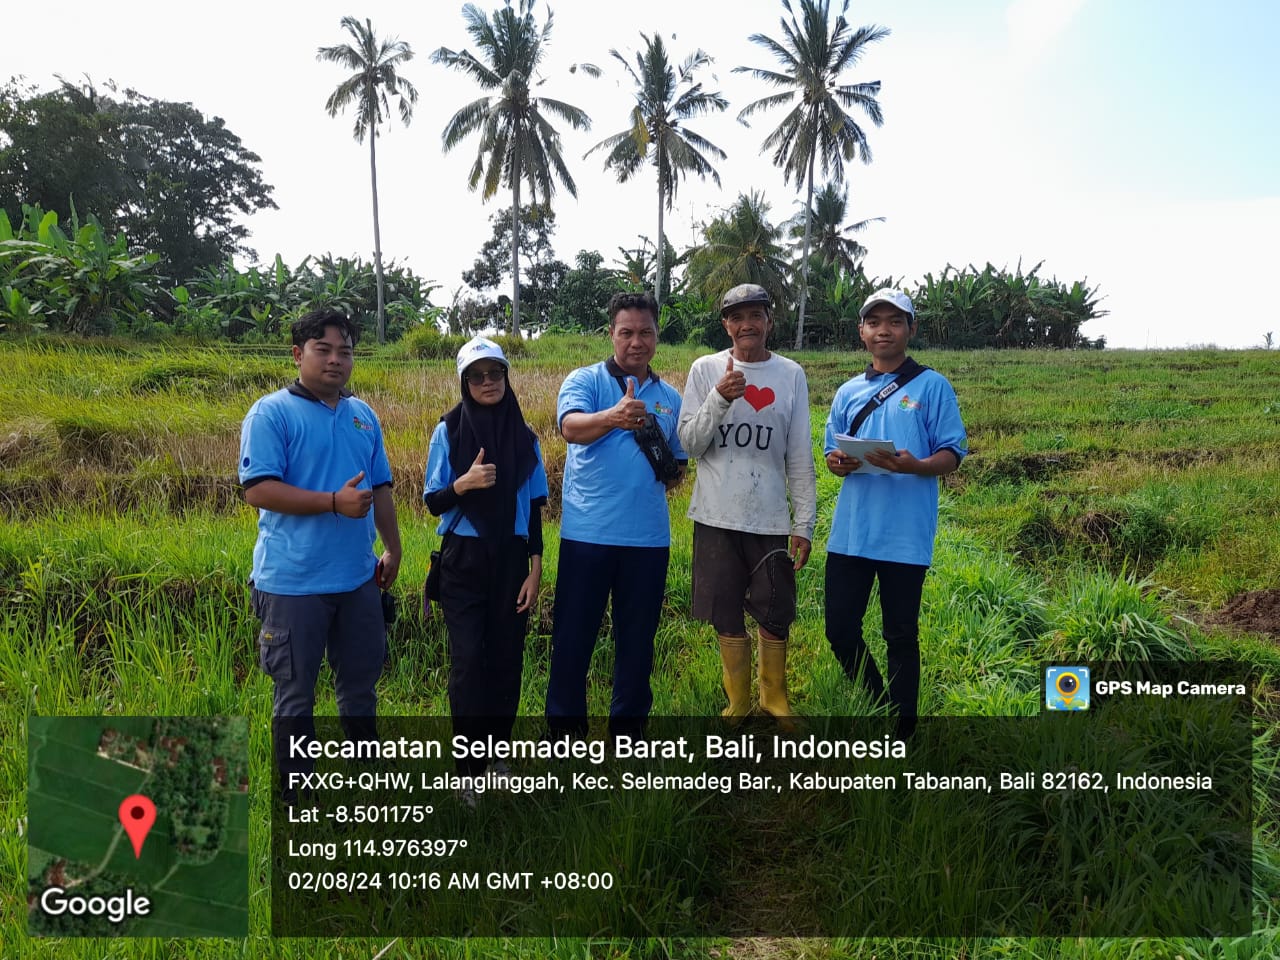 YOU
GPS Map Camera
Kecamatan Selemadeg Barat, Bali, Indonesia
FXXG+QHW, Lalanglinggah, Kec. Selemadeg Bar., Kabupaten Tabanan, Bali 82162, Indonesia
Lat -8.501175°
Long 114.976397°
02/08/24 10:16 AM GMT +08:00
Google